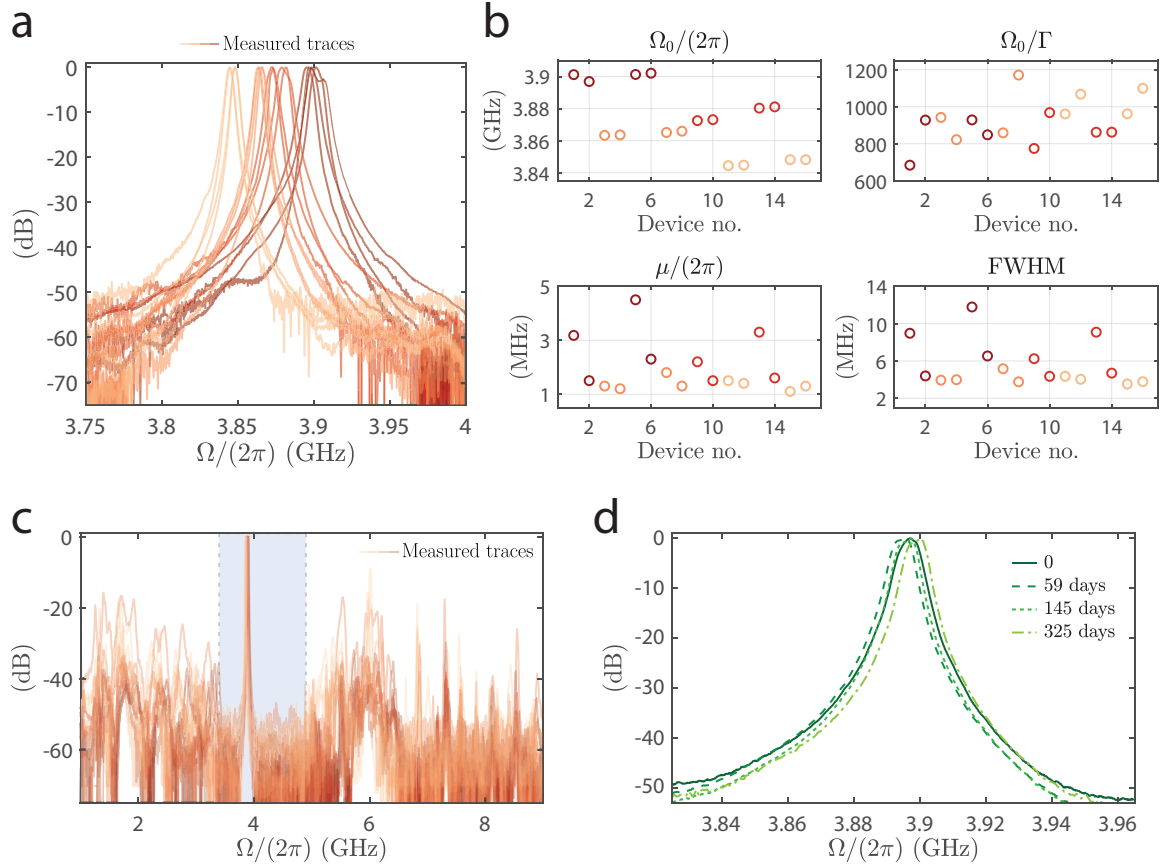 a
Measured traces
0
-10
-20
-30
-40
-50
-60
-70
(dB)
3.75
3.8
3.85
3.9
3.95
4
Ω/(2π) (GHz)
b
Ω₀/(2π)
3.9
3.88
3.86
3.84
(GHz)
2
6
10
14
Device no.
Ω₀/Γ
1200
1000
800
600
2
6
10
14
Device no.
μ/(2π)
5
3
1
(MHz)
2
6
10
14
Device no.
FWHM
14
10
6
2
(MHz)
2
6
10
14
Device no.
c
Measured traces
0
-20
-40
-60
(dB)
2
4
6
8
Ω/(2π) (GHz)
d
0
59 days
145 days
325 days
0
-10
-20
-30
-40
-50
(dB)
3.84
3.86
3.88
3.9
3.92
3.94
3.96
Ω/(2π) (GHz)